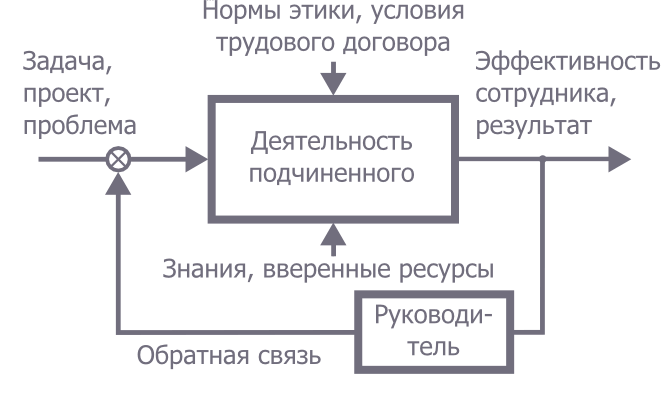 Нормы этики, условия
трудового договора
Задача,
проект,
проблема
Эффективность
сотрудника,
результат
Деятельность
подчиненного
Знания, вверенные ресурсы
Руководи-
тель
Обратная связь